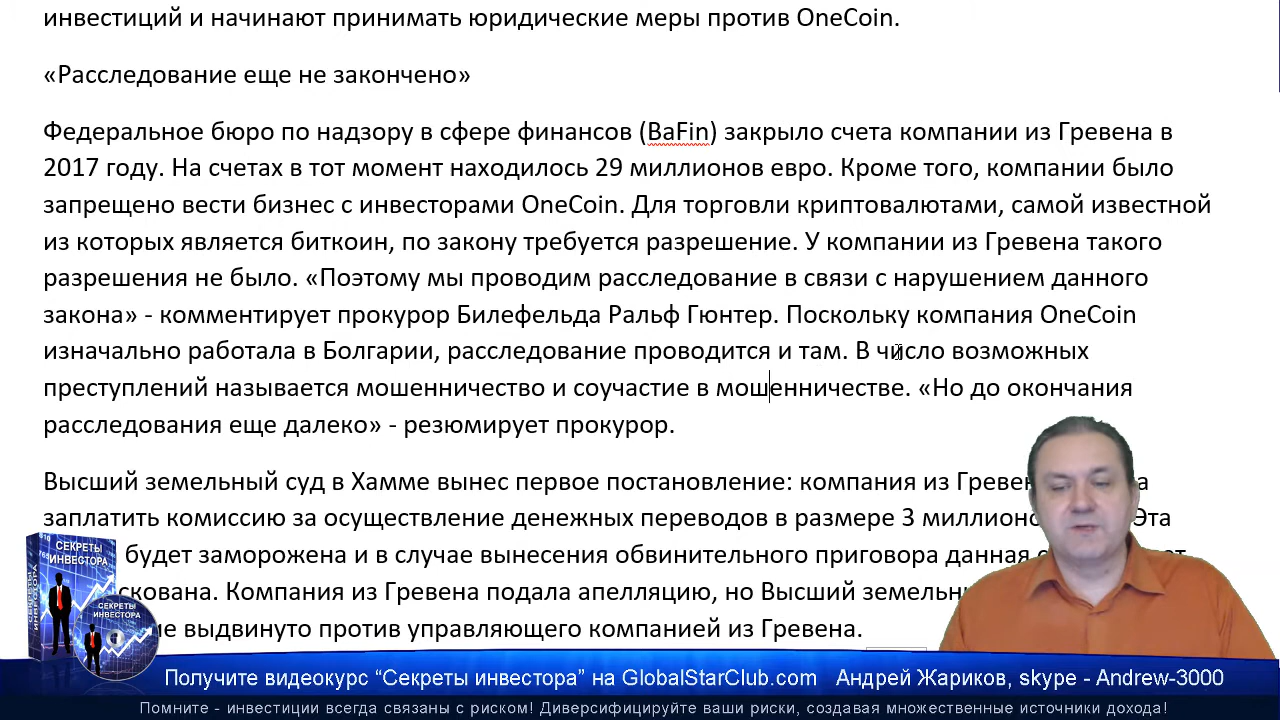 инвестиций и начинают принимать юридические меры против OneCoin.
«Расследование еще не закончено»
Федеральное бюро по надзору в сфере финансов (BaFin) закрыло счета компании из Гревена в
2017 году. На счетах в тот момент находилось 29 миллионов евро. Кроме того, компании было
запрещено вести бизнес с инвесторами OneCoin. Для торговли криптовалютами, самой известной
из которых является биткоин, по закону требуется разрешение. У компании из Гревена такого
разрешения не было. «Поэтому мы проводим расследование в связи с нарушением данного
закона» - комментирует прокурор Билефельда Ральф Гюнтер. Поскольку компания OneCoin
изначально работала в Болгарии, расследование проводится и там. В число возможных
преступлений называется мошенничество и соучастие в мошенничестве. «Но до окончания
расследования еще далеко» - резюмирует прокурор.
Высший земельный суд в Хамме вынес первое постановление: компания из
заплатить комиссию за осуществление денежных переводов в размере 3 Эта
будет заморожена и в случае вынесения обвинительного приговора данная
Компания из Гревена подала апелляцию, но Высший
выдвинуто против управляющего компанией из Гревена.
СЕКРЕТЫ
ИНВЕСТОРА
СЕКРЕТЫ
ИНВЕСТОРА
СЕКРЕТЫ
ИНВЕСТОРА
Получите видеокурс “Секреты инвестора” на GlobalStarClub.com Андрей Жариков, skype - Andrew-3000
Помните - инвестиции всегда связаны с риском! Диверсифицируйте ваши риски, создавая множественные источники дохода!